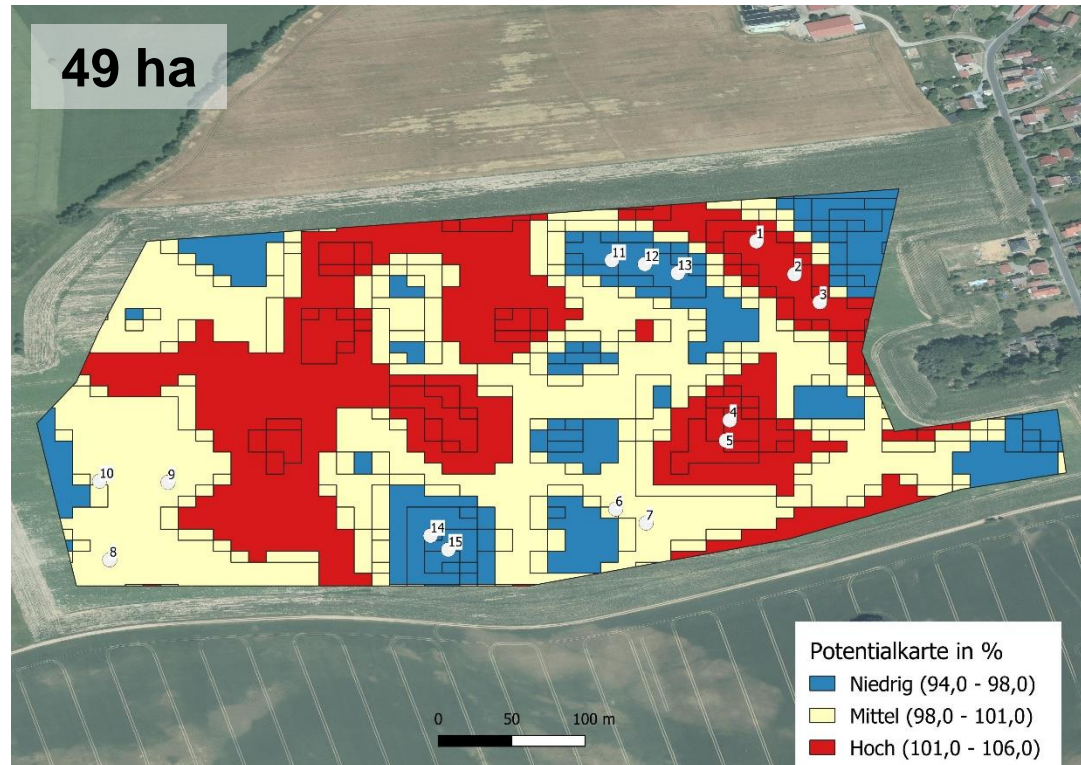 49 ha
1
11
12
13
2
3
4
5
10
9
6
7
14
15
8
0 50 100 m
Potentialkarte in %
Niedrig (94,0 - 98,0)
Mittel (98,0 - 101,0)
Hoch (101,0 - 106,0)